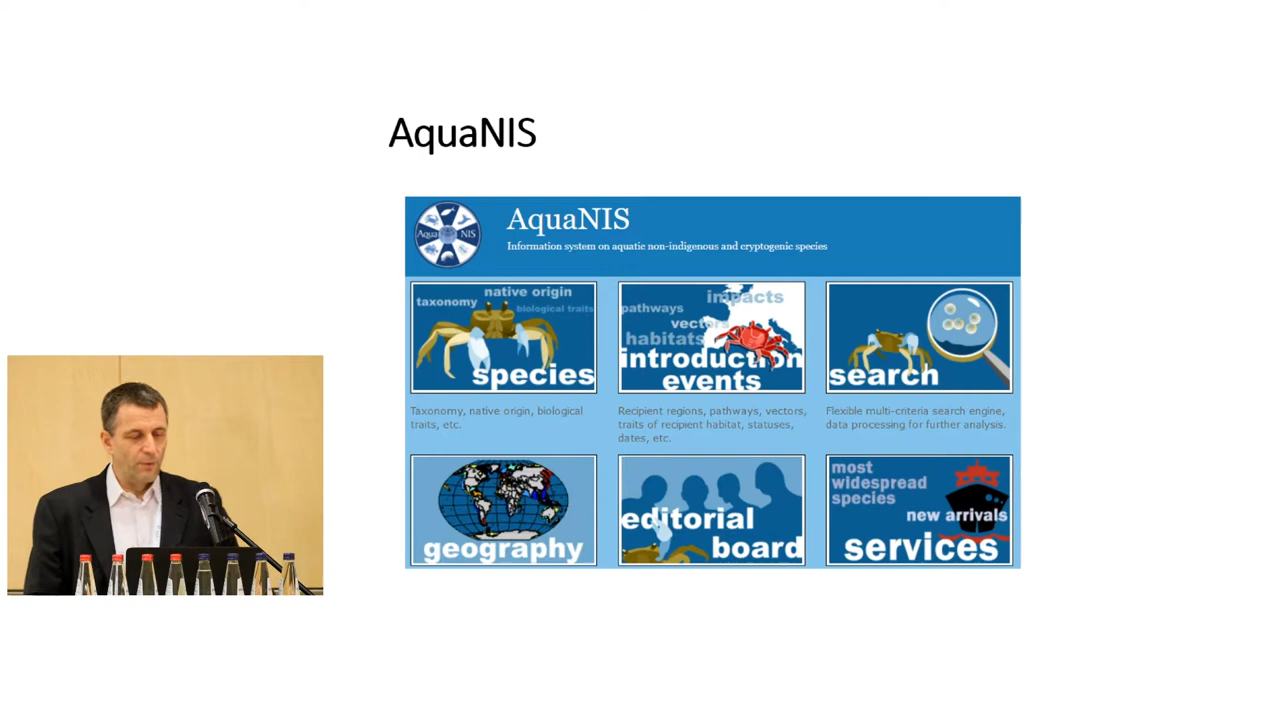 AquaNIS
Aqua NIS
AquaNIS
Information system on aquatic non-indigenous and cryptogenic species
native origin
taxonomy
biological traits
species
impacts
pathways
vectors
habitats
introduction
events
search
Taxonomy, native origin, biological
traits, etc.
Recipient regions, pathways, vectors,
traits of recipient habitat, statuses,
dates, etc.
Flexible multi-criteria search engine,
data processing for further analysis.
geography
editorial
board
most
widespread
species
new arrivals
services